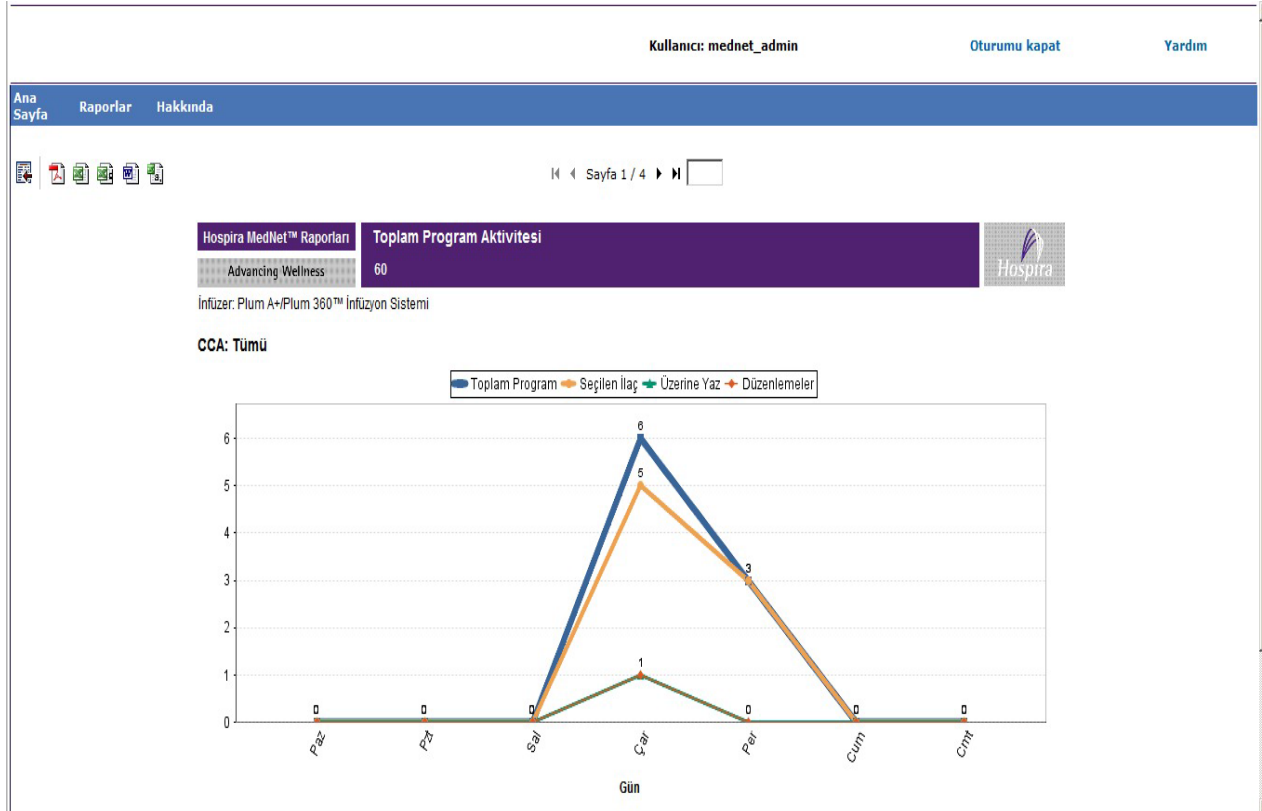 Kullanıcı: mednet_admin Oturumu kapat Yardım
Ana Sayfa Raporlar Hakkında
Sayfa 1 / 4
Hospira MedNet™ Raporları Toplam Program Aktivitesi
Advancing Wellness 60
Hospira
İnfüzer: Plum A+/Plum 360™ İnfüzyon Sistemi
CCA: Tümü
Toplam Program Seçilen İlaç Üzerine Yaz Düzenlemeler
6
6
5
5
4
3
3
2
1
1
0
0 0 0 0 0 0
Paz Pzt Sal Çar Per Cum Cmt
Gün